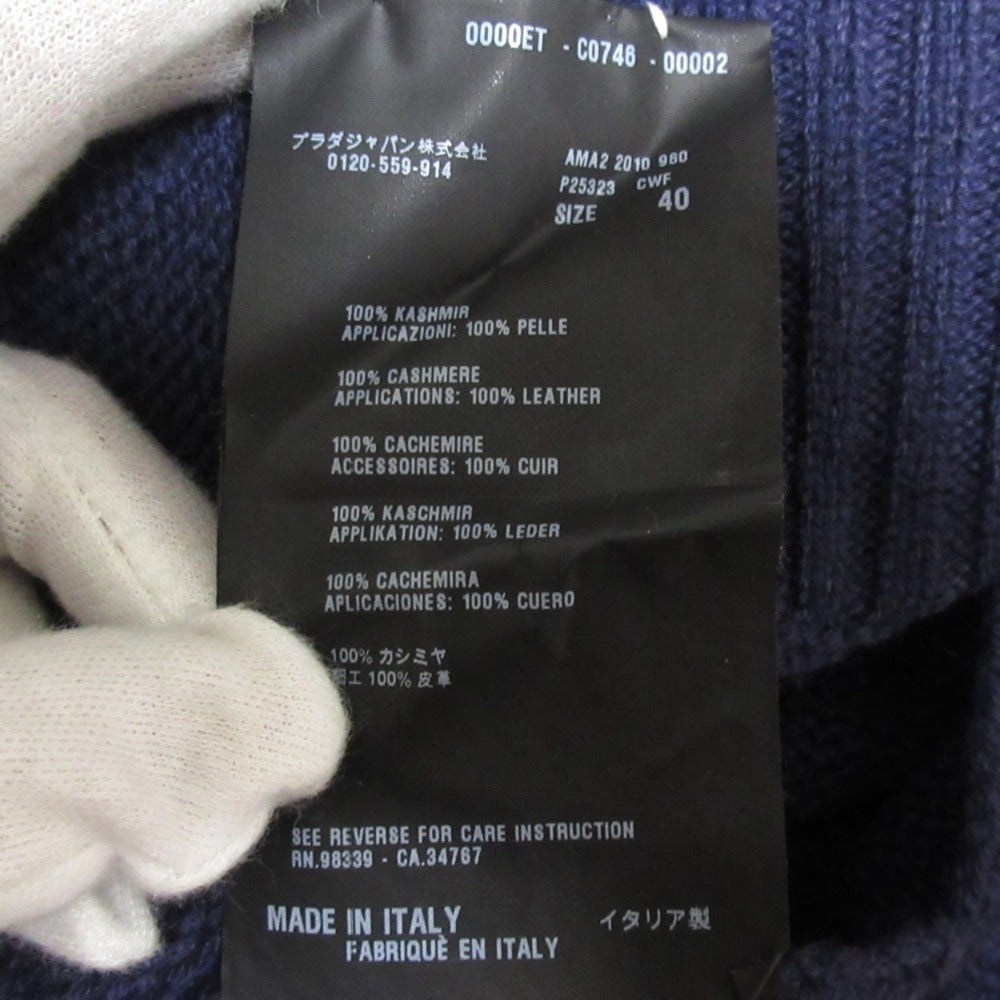 0000ET - C0746 - 00002
プラダジャパン株式会社
0120-559-914
AMA2 2010 980
P25323 CWF
SIZE 40
100% KASHMIR
APPLICAZIONI: 100% PELLE
100% CASHMERE
APPLICATIONS: 100% LEATHER
100% CACHEMIRE
ACCESSOIRES: 100% CUIR
100% KASCHMIR
APPLIKATION: 100% LEDER
100% CACHEMIRA
APLICACIONES: 100% CUERO
100% カシミヤ
細工 100% 皮革
SEE REVERSE FOR CARE INSTRUCTION
RN.98339 - CA.34767
MADE IN ITALY
イタリア製
FABRIQUÈ EN ITALY